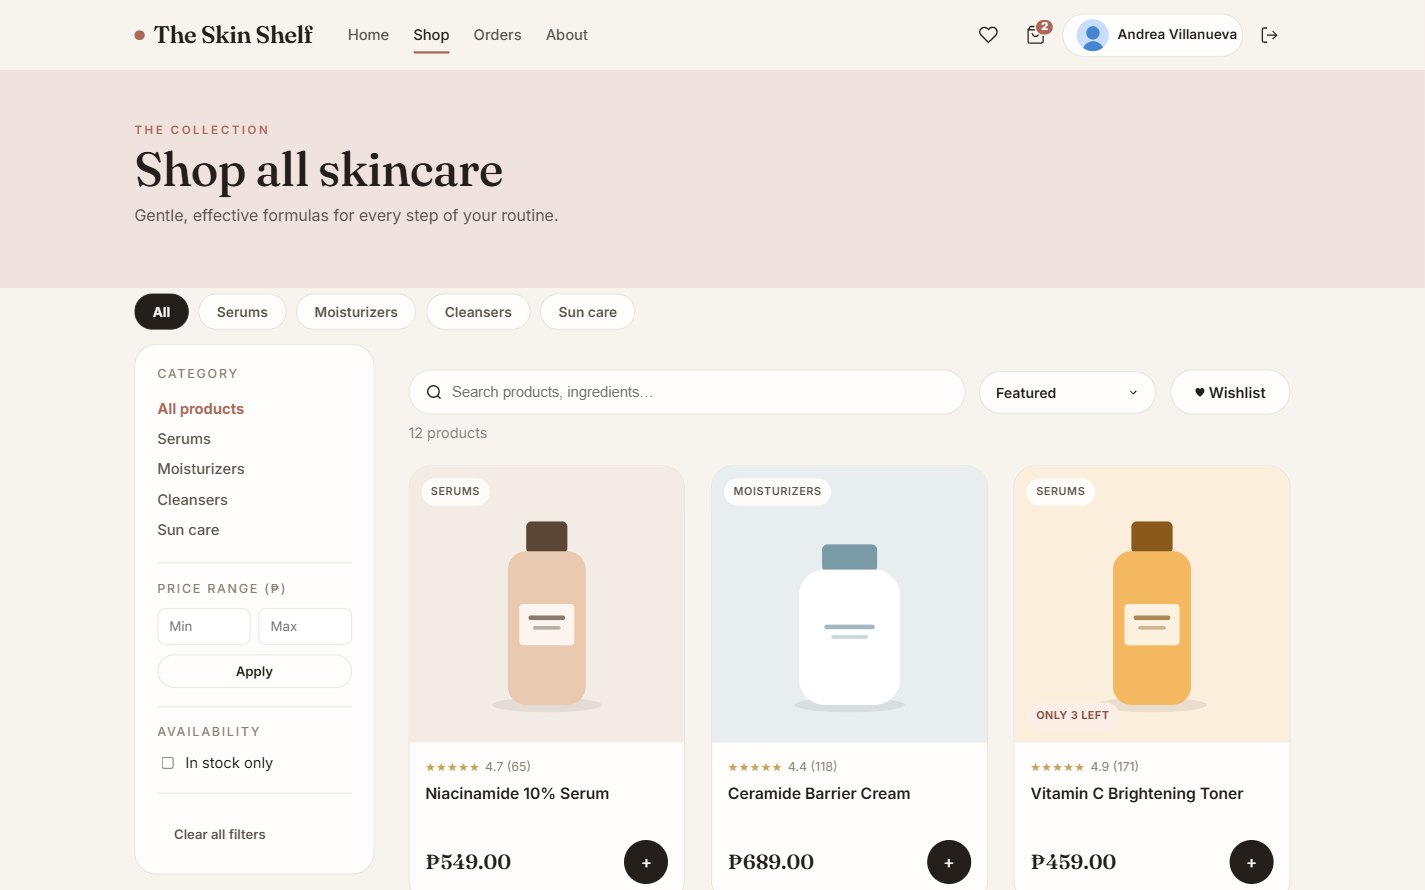 The Skin Shelf
Home
Shop
Orders
About
2
Andrea Villanueva
THE COLLECTION
Shop all skincare
Gentle, effective formulas for every step of your routine.
All
Serums
Moisturizers
Cleansers
Sun care
CATEGORY
All products
Serums
Moisturizers
Cleansers
Sun care
PRICE RANGE (₱)
Min
Max
Apply
AVAILABILITY
In stock only
Clear all filters
Search products, ingredients...
Featured
Wishlist
12 products
SERUMS
★★★★★ 4.7 (65)
Niacinamide 10% Serum
₱549.00
+
MOISTURIZERS
★★★★★ 4.4 (118)
Ceramide Barrier Cream
₱689.00
+
SERUMS
ONLY 3 LEFT
★★★★★ 4.9 (171)
Vitamin C Brightening Toner
₱459.00
+